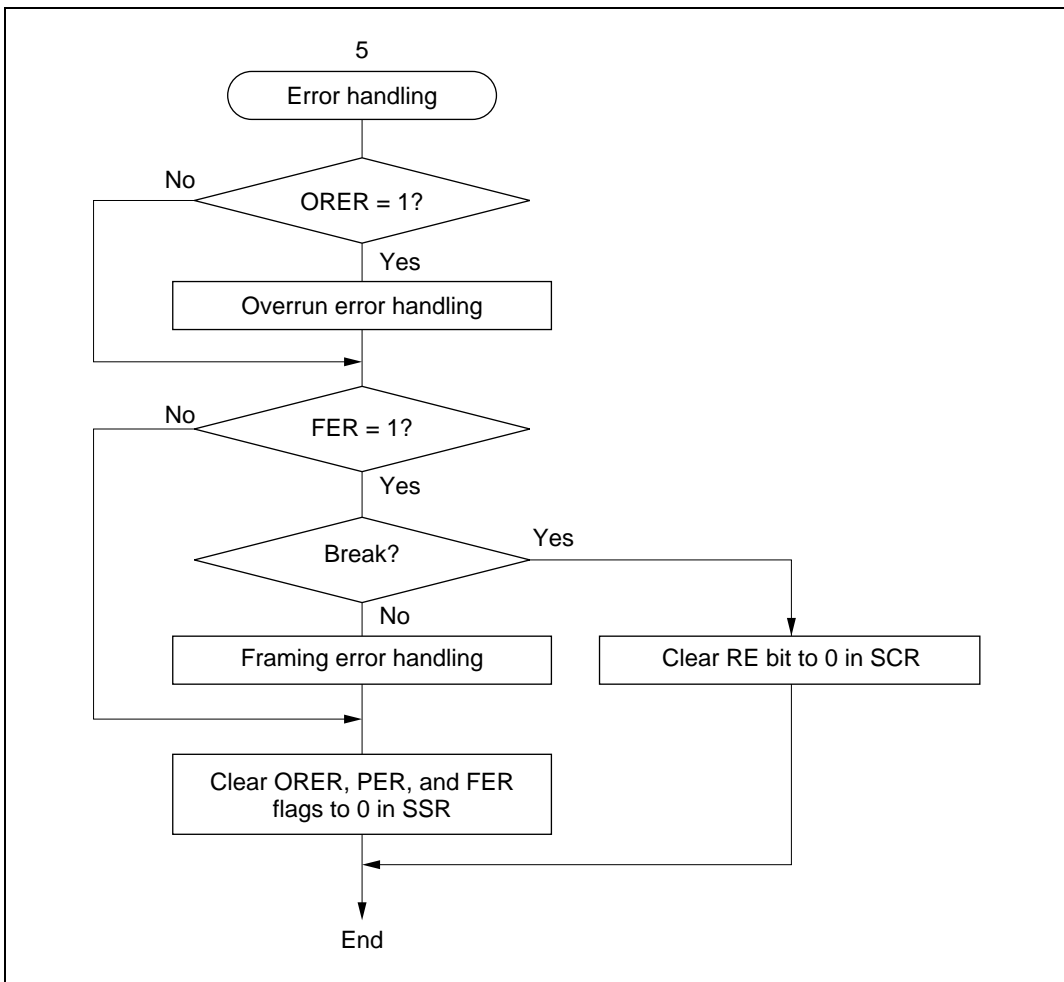 5
Error handling
No
ORER = 1?
Yes
Overrun error handling
No
FER = 1?
Yes
Break?
Yes
No
Framing error handling
Clear RE bit to 0 in SCR
Clear ORER, PER, and FER
flags to 0 in SSR
End